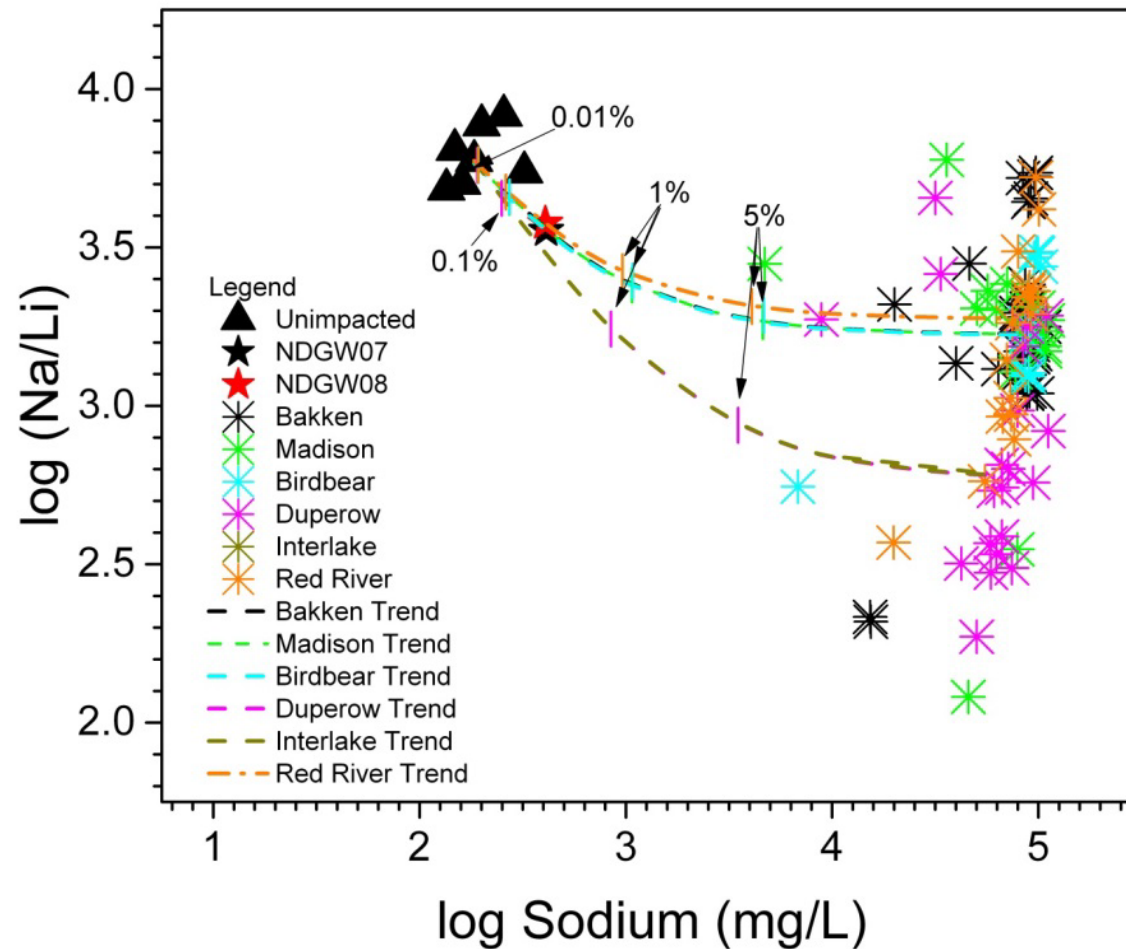 4.0
3.5
3.0
2.5
2.0
log (Na/Li)
0.01%
0.1%
1%
5%
Legend
Unimpacted
NDGW07
NDGW08
Bakken
Madison
Birdbear
Duperow
Interlake
Red River
Bakken Trend
Madison Trend
Birdbear Trend
Duperow Trend
Interlake Trend
Red River Trend
1 2 3 4 5
log Sodium (mg/L)